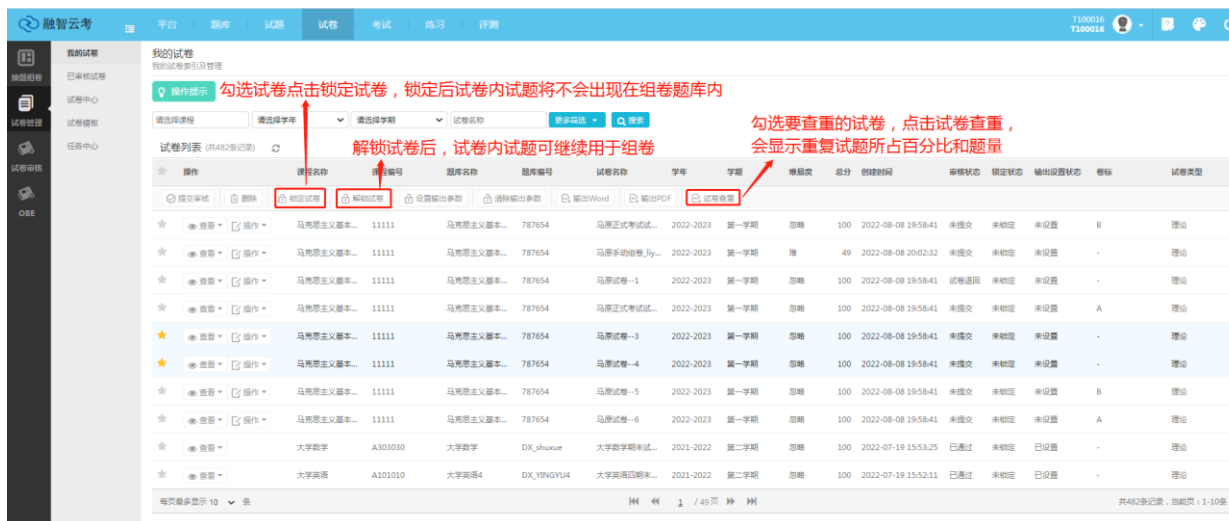 融智云考 平台 题库 试题 试卷 考试 练习 评测 T100016
T100016
抽题组卷
试卷管理
试卷审核
OBE
我的试卷
已审核试卷
试卷中心
试卷模板
任务中心
我的试卷
我的试卷索引及管理
操作提示 勾选试卷点击锁定试卷，锁定后试卷内试题将不会出现在组卷题库内
请选择课程 请选择学年 请选择学期 试卷名称 更多筛选 搜索
勾选要查重的试卷，点击试卷查重，
会显示重复试题所占百分比和题量
试卷列表 (共482条记录) 解锁试卷后，试卷内试题可继续用于组卷
操作 课程名称 课程编号 题库名称 题库编号 试卷名称 学年 学期 难易度 总分 创建时间 审核状态 锁定状态 输出设置状态 卷标 试卷类型
提交审核 删除 锁定试卷 解锁试卷 设置输出参数 清除输出参数 输出Word 输出PDF 试卷查重
查看 操作 马克思主义基本... 11111 马克思主义基本... 787654 马原正式考试试... 2022-2023 第一学期 忽略 100 2022-08-08 19:58:41 未提交 未锁定 未设置 B 理论
查看 操作 马克思主义基本... 11111 马克思主义基本... 787654 马原手动组卷_liy... 2022-2023 第一学期 难 49 2022-08-08 20:02:32 未提交 未锁定 未设置 - 理论
查看 操作 马克思主义基本... 11111 马克思主义基本... 787654 马原试卷--1 2022-2023 第一学期 忽略 100 2022-08-08 19:58:41 试卷退回 未锁定 未设置 - 理论
查看 操作 马克思主义基本... 11111 马克思主义基本... 787654 马原正式考试试... 2022-2023 第一学期 忽略 100 2022-08-08 19:58:41 未提交 未锁定 未设置 A 理论
查看 操作 马克思主义基本... 11111 马克思主义基本... 787654 马原试卷--3 2022-2023 第一学期 忽略 100 2022-08-08 19:58:41 未提交 未锁定 未设置 - 理论
查看 操作 马克思主义基本... 11111 马克思主义基本... 787654 马原试卷--4 2022-2023 第一学期 忽略 100 2022-08-08 19:58:41 未提交 未锁定 未设置 - 理论
查看 操作 马克思主义基本... 11111 马克思主义基本... 787654 马原试卷--5 2022-2023 第一学期 忽略 100 2022-08-08 19:58:41 未提交 未锁定 未设置 B 理论
查看 操作 马克思主义基本... 11111 马克思主义基本... 787654 马原试卷--6 2022-2023 第一学期 忽略 100 2022-08-08 19:58:41 未提交 未锁定 未设置 A 理论
查看 大学数学 A303030 大学数学 DX_shuxue 大学数学期末试... 2021-2022 第二学期 忽略 100 2022-07-19 15:53:25 已通过 未锁定 已设置 - 理论
查看 大学英语 A101010 大学英语4 DX_YINGYU4 大学英语四期末... 2021-2022 第二学期 忽略 100 2022-07-19 15:52:11 已通过 未锁定 已设置 - 理论
每页最多显示 10 条 1 / 49页 共482条记录，当前页：1-10条